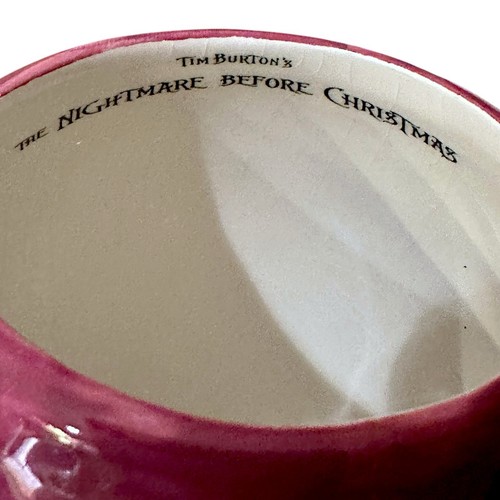 TIM BURTON'S
THE NIGHTMARE BEFORE CHRISTMAS